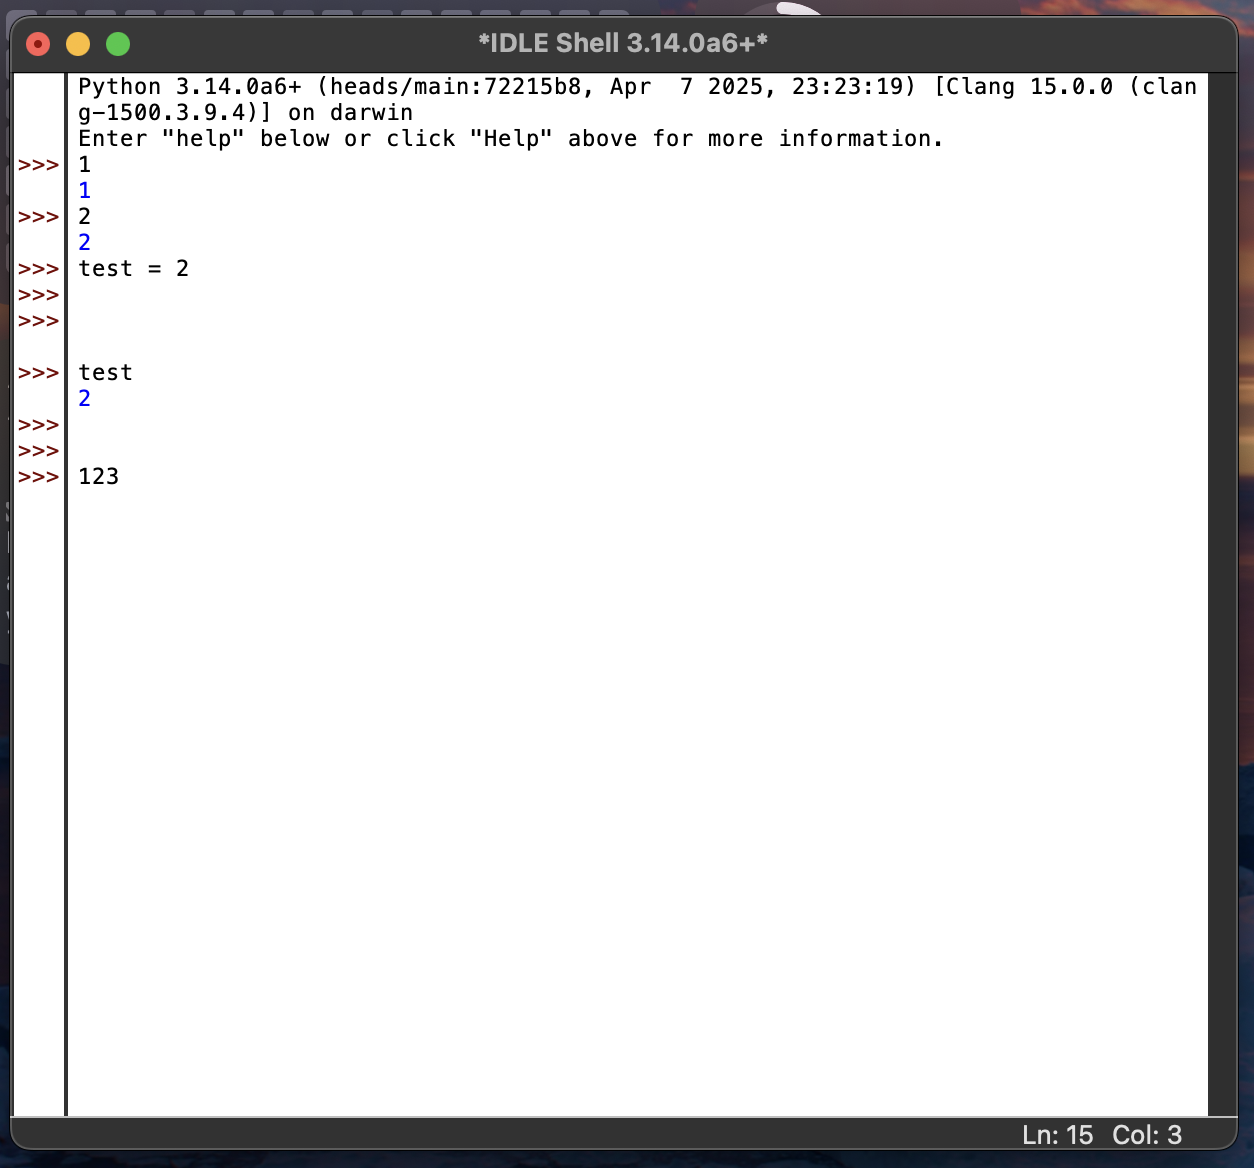 *IDLE Shell 3.14.0a6+*
Python 3.14.0a6+ (heads/main:72215b8, Apr  7 2025, 23:23:19) [Clang 15.0.0 (clan
g-1500.3.9.4)] on darwin
Enter "help" below or click "Help" above for more information.
>>> 1
1
>>> 2
2
>>> test = 2
>>>
>>>
>>> test
2
>>>
>>>
>>> 123
Ln: 15 Col: 3